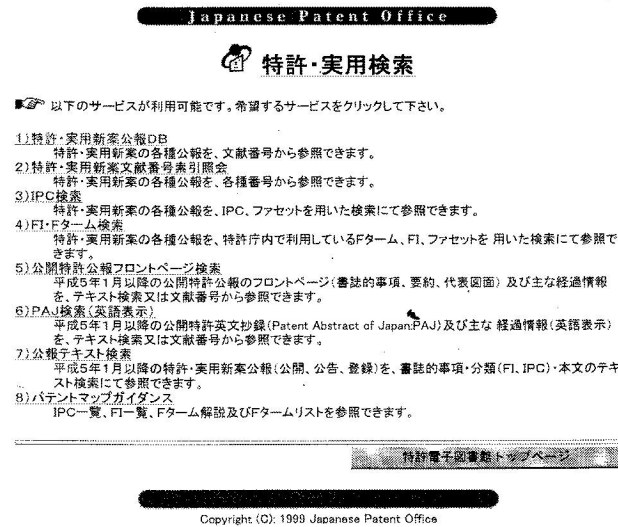 Japanese Patent Office
特許・実用検索
以下のサービスが利用可能です。希望するサービスをクリックして下さい。
1)特許・実用新案公報DB
特許・実用新案の各種公報を、文献番号から参照できます。
2)特許・実用新案文献番号索引照会
特許・実用新案の各種公報を、各種番号から参照できます。
3)IPC検索
特許・実用新案の各種公報を、IPC、ファセットを用いた検索にて参照できます。
4)FI・Fターム検索
特許・実用新案の各種公報を、特許庁内で利用しているFターム、FI、ファセットを 用いた検索にて参照で
きます。
5)公開特許公報フロントページ検索
平成5年1月以降の公開特許公報のフロントページ(書誌的事項、要約、代表図面) 及び主な経過情報
を、テキスト検索又は文献番号から参照できます。
6)PAJ検索(英語表示)
平成5年1月以降の公開特許英文抄録(Patent Abstract of Japan:PAJ)及び主な 経過情報(英語表示)
を、テキスト検索又は文献番号から参照できます。
7)公報テキスト検索
平成5年1月以降の特許・実用新案公報(公開、公告、登録)を、書誌的事項・分類(FI、IPC)・本文のテキ
スト検索にて参照できます。
8)パテントマップガイダンス
IPC一覧、FI一覧、Fターム解説及びFタームリストを参照できます。
特許電子図書館トップページ
Copyright (C); 1999 Japanese Patent Office